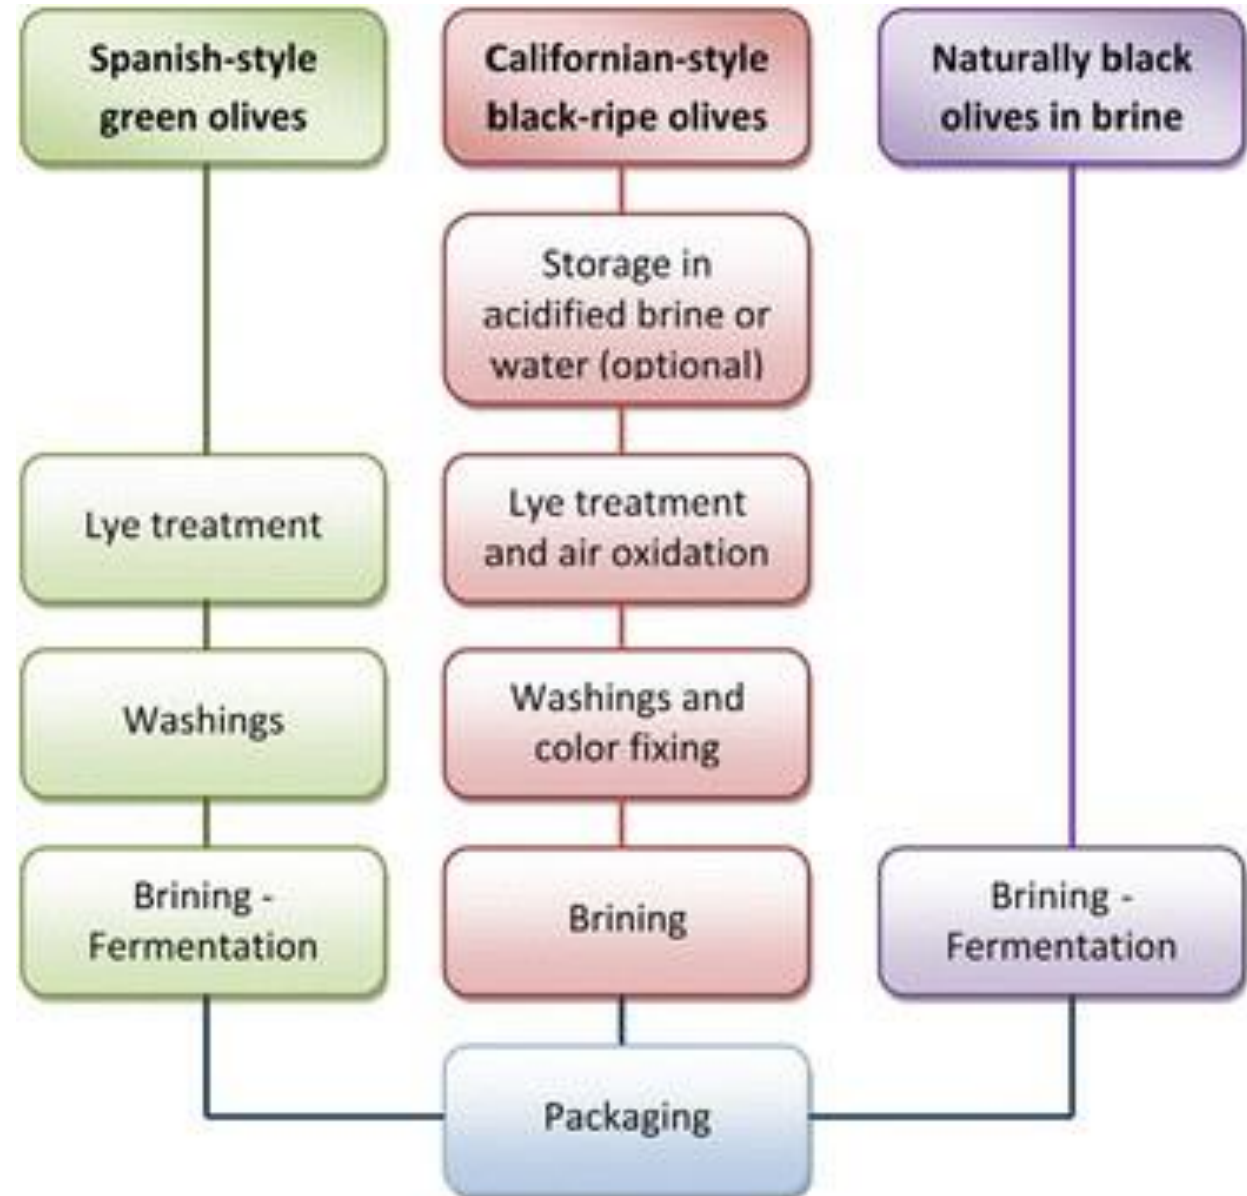 Spanish-style
green olives
Californian-style
black-ripe olives
Naturally black
olives in brine
Storage in
acidified brine or
water (optional)
Lye treatment
Lye treatment
and air oxidation
Washings
Washings and
color fixing
Brining -
Fermentation
Brining
Brining -
Fermentation
Packaging